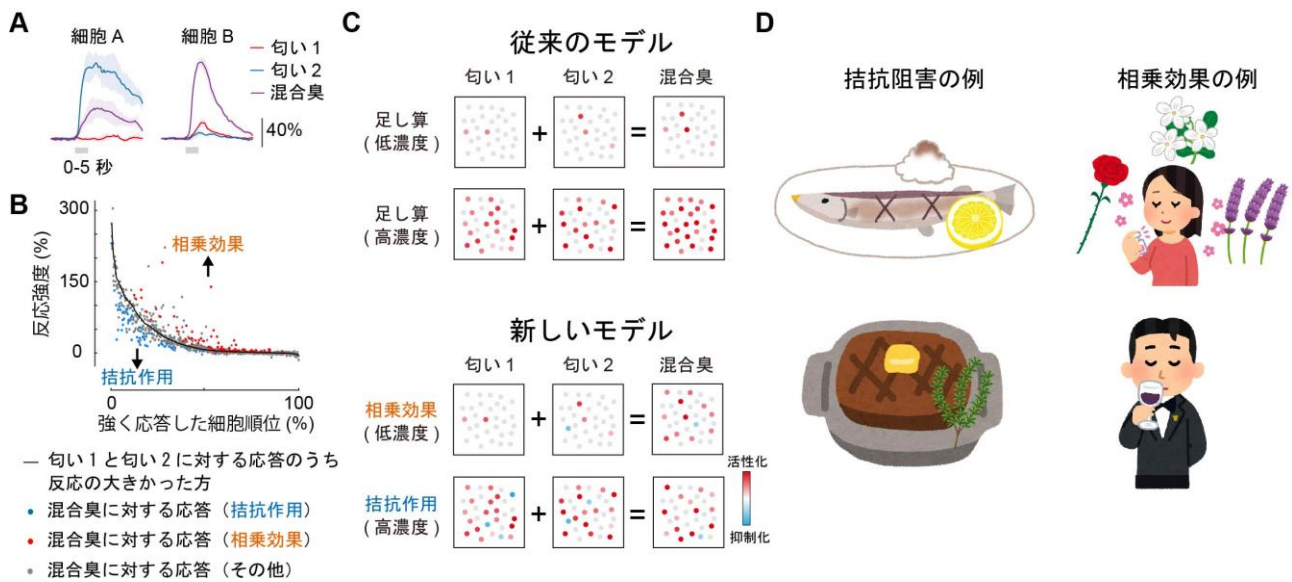 A
細胞 A
細胞 B
匂い 1
匂い 2
混合臭
40%
0-5 秒
B
300
150
0
反応強度 (%)
相乗効果
拮抗作用
0
100
強く応答した細胞順位 (%)
匂い 1 と匂い 2 に対する応答のうち
反応の大きかった方
混合臭に対する応答（拮抗作用）
混合臭に対する応答（相乗効果）
混合臭に対する応答（その他）
C
従来のモデル
匂い 1
匂い 2
混合臭
足し算
( 低濃度 )
+
=
足し算
( 高濃度 )
+
=
新しいモデル
匂い 1
匂い 2
混合臭
相乗効果
( 低濃度 )
+
=
拮抗作用
( 高濃度 )
+
=
活性化
抑制化
D
拮抗阻害の例
相乗効果の例